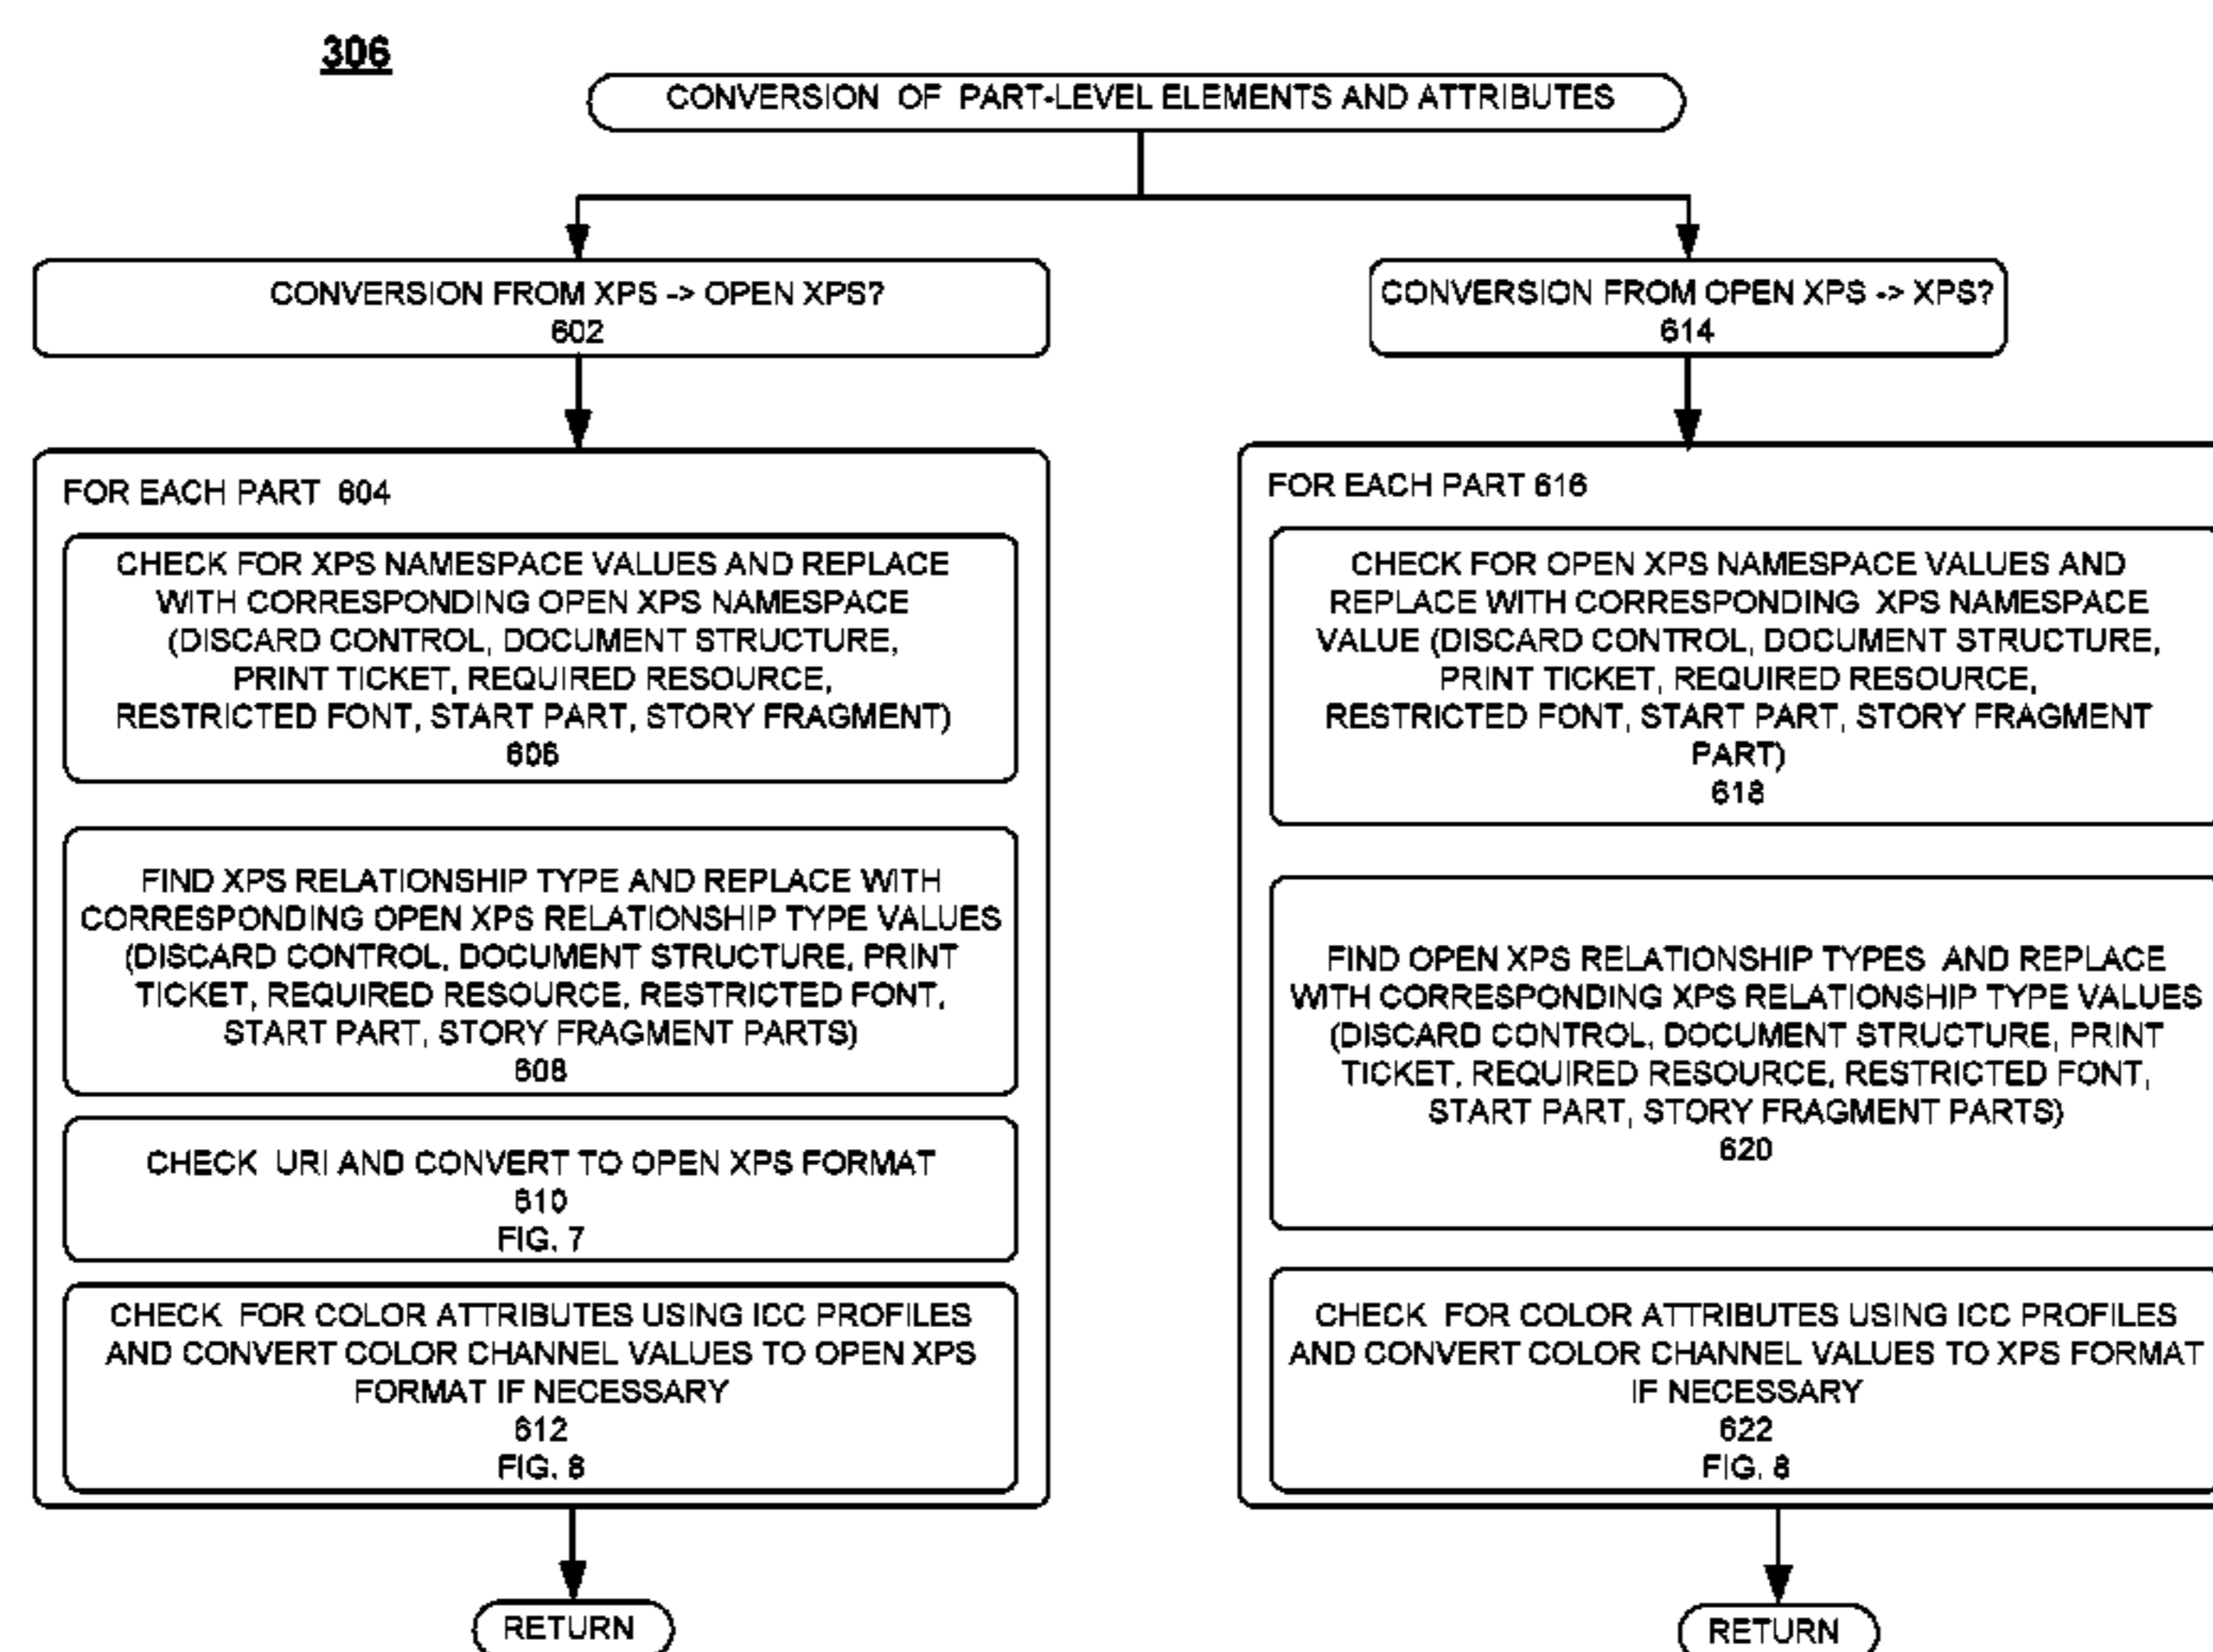 306
CONVERSION OF PART-LEVEL ELEMENTS AND ATTRIBUTES
CONVERSION FROM XPS -> OPEN XPS?
602
FOR EACH PART 604
CHECK FOR XPS NAMESPACE VALUES AND REPLACE
WITH CORRESPONDING OPEN XPS NAMESPACE
(DISCARD CONTROL, DOCUMENT STRUCTURE,
PRINT TICKET, REQUIRED RESOURCE,
RESTRICTED FONT, START PART, STORY FRAGMENT)
606
FIND XPS RELATIONSHIP TYPE AND REPLACE WITH
CORRESPONDING OPEN XPS RELATIONSHIP TYPE VALUES
(DISCARD CONTROL, DOCUMENT STRUCTURE, PRINT
TICKET, REQUIRED RESOURCE, RESTRICTED FONT,
START PART, STORY FRAGMENT PARTS)
608
CHECK URI AND CONVERT TO OPEN XPS FORMAT
610
FIG. 7
CHECK FOR COLOR ATTRIBUTES USING ICC PROFILES
AND CONVERT COLOR CHANNEL VALUES TO OPEN XPS
FORMAT IF NECESSARY
612
FIG. 8
RETURN
CONVERSION FROM OPEN XPS -> XPS?
614
FOR EACH PART 616
CHECK FOR OPEN XPS NAMESPACE VALUES AND
REPLACE WITH CORRESPONDING XPS NAMESPACE
VALUE (DISCARD CONTROL, DOCUMENT STRUCTURE,
PRINT TICKET, REQUIRED RESOURCE,
RESTRICTED FONT, START PART, STORY FRAGMENT
PART)
618
FIND OPEN XPS RELATIONSHIP TYPES AND REPLACE
WITH CORRESPONDING XPS RELATIONSHIP TYPE VALUES
(DISCARD CONTROL, DOCUMENT STRUCTURE, PRINT
TICKET, REQUIRED RESOURCE, RESTRICTED FONT,
START PART, STORY FRAGMENT PARTS)
620
CHECK FOR COLOR ATTRIBUTES USING ICC PROFILES
AND CONVERT COLOR CHANNEL VALUES TO XPS FORMAT
IF NECESSARY
622
FIG. 8
RETURN